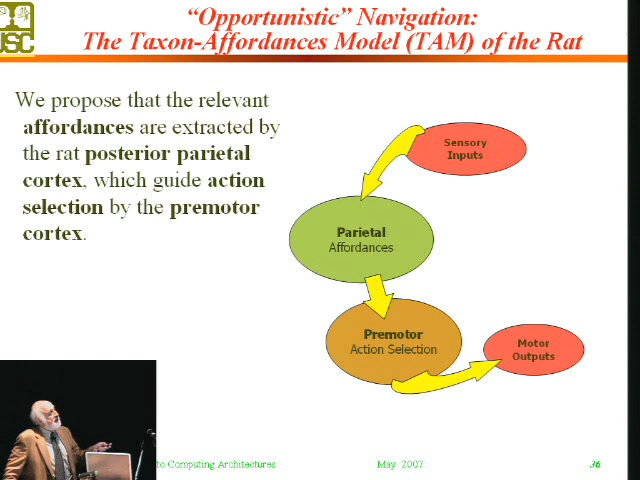 USC
“Opportunistic” Navigation:
The Taxon-Affordances Model (TAM) of the Rat
We propose that the relevant
affordances are extracted by
the rat posterior parietal
cortex, which guide action
selection by the premotor
cortex.
Sensory
Inputs
Parietal
Affordances
Premotor
Action Selection
Motor
Outputs
to Computing Architectures
May 2007
36